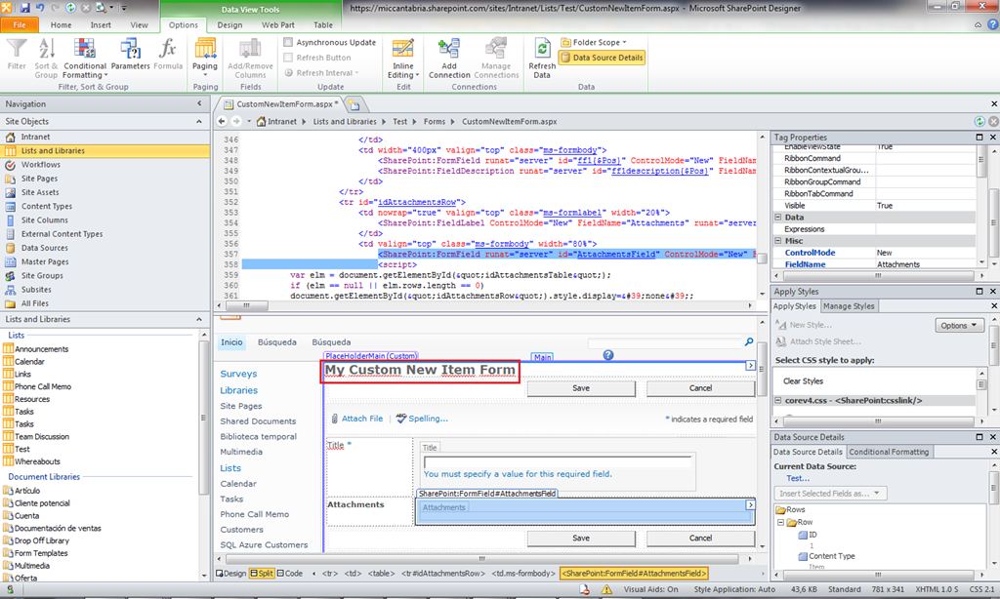 Data View Tools
https://miccantabria.sharepoint.com/sites/Intranet/Lists/Test/CustomNewItemForm.aspx - Microsoft SharePoint Designer
File Home Insert View Options Design Web Part Table
Filter
Sort & Group
Conditional Formatting
Parameters
Formula
Filter, Sort & Group
Paging
Paging
Add/Remove Columns
Fields
Asynchronous Update
Refresh Button
Refresh Interval
Update
Inline Editing
Edit
Add Connection
Manage Connections
Connections
Refresh Data
Folder Scope
Data Source Details
Data
Navigation
Site Objects
Intranet
Lists and Libraries
Workflows
Site Pages
Site Assets
Content Types
Site Columns
External Content Types
Data Sources
Master Pages
Site Groups
Subsites
All Files
Lists and Libraries
Lists
Announcements
Calendar
Links
Phone Call Memo
Resources
Tasks
Tasks
Team Discussion
Test
Whereabouts
Document Libraries
Artículo
Cliente potencial
Cuenta
Documentación de ventas
Drop Off Library
Form Templates
Multimedia
Oferta
CustomNewItemForm.aspx *
Intranet Lists and Libraries Test Forms CustomNewItemForm.aspx
346 </td>
347 <td width="400px" valign="top" class="ms-formbody">
348 <SharePoint:FormField runat="server" id="ff1{$Pos}" ControlMode="New" FieldNam
349 <SharePoint:FieldDescription runat="server" id="ff1description{$Pos}" FieldNam
350 </td>
351 </tr>
352 <tr id="idAttachmentsRow">
353 <td nowrap="true" valign="top" class="ms-formlabel" width="20%">
354 <SharePoint:FieldLabel ControlMode="New" FieldName="Attachments" runat="server
355 </td>
356 <td valign="top" class="ms-formbody" width="80%">
357 <SharePoint:FormField runat="server" id="AttachmentsField" ControlMode="New" F
358 <script>
359 var elm = document.getElementById(&quot;idAttachmentsTable&quot;);
360 if (elm == null || elm.rows.length == 0)
361 document.getElementById(&quot;idAttachmentsRow&quot;).style.display=&#39;none&#39;;
Inicio Búsqueda Búsqueda
PlaceHolderMain (Custom)
Main
My Custom New Item Form
Save Cancel
Attach File
Spelling...
* indicates a required field
Title *
Title
You must specify a value for this required field.
SharePoint:FormField#AttachmentsField
Attachments
Attachments
Save Cancel
Surveys
Libraries
Site Pages
Shared Documents
Biblioteca temporal
Multimedia
Lists
Calendar
Tasks
Phone Call Memo
Customers
SQL Azure Customers
Design Split Code <tr> <td> <table> <tr#idAttachmentsRow> <td.ms-formbody> <SharePoint:FormField#AttachmentsField>
Tag Properties
EnableViewState True
RibbonCommand
RibbonContextualGrou...
RibbonGroupCommand
RibbonTabCommand
Visible True
Data
Expressions
Misc
ControlMode New
FieldName Attachments
Apply Styles
Apply Styles Manage Styles
New Style...
Options
Attach Style Sheet...
Select CSS style to apply:
Clear Styles
corev4.css - <SharePoint:csslink/>
Data Source Details
Data Source Details Conditional Formatting
Current Data Source:
Test...
Insert Selected Fields as...
Rows
Row
ID
1
Content Type
Item
Visual Aids: On Style Application: Auto 43,6 KB Standard 781 x 341 XHTML 1.0 S CSS 2.1